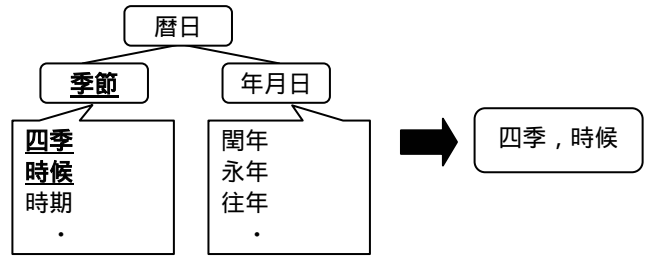 暦日
季節
年月日
四季
時候
時期
・
閏年
永年
往年
・
四季,時候